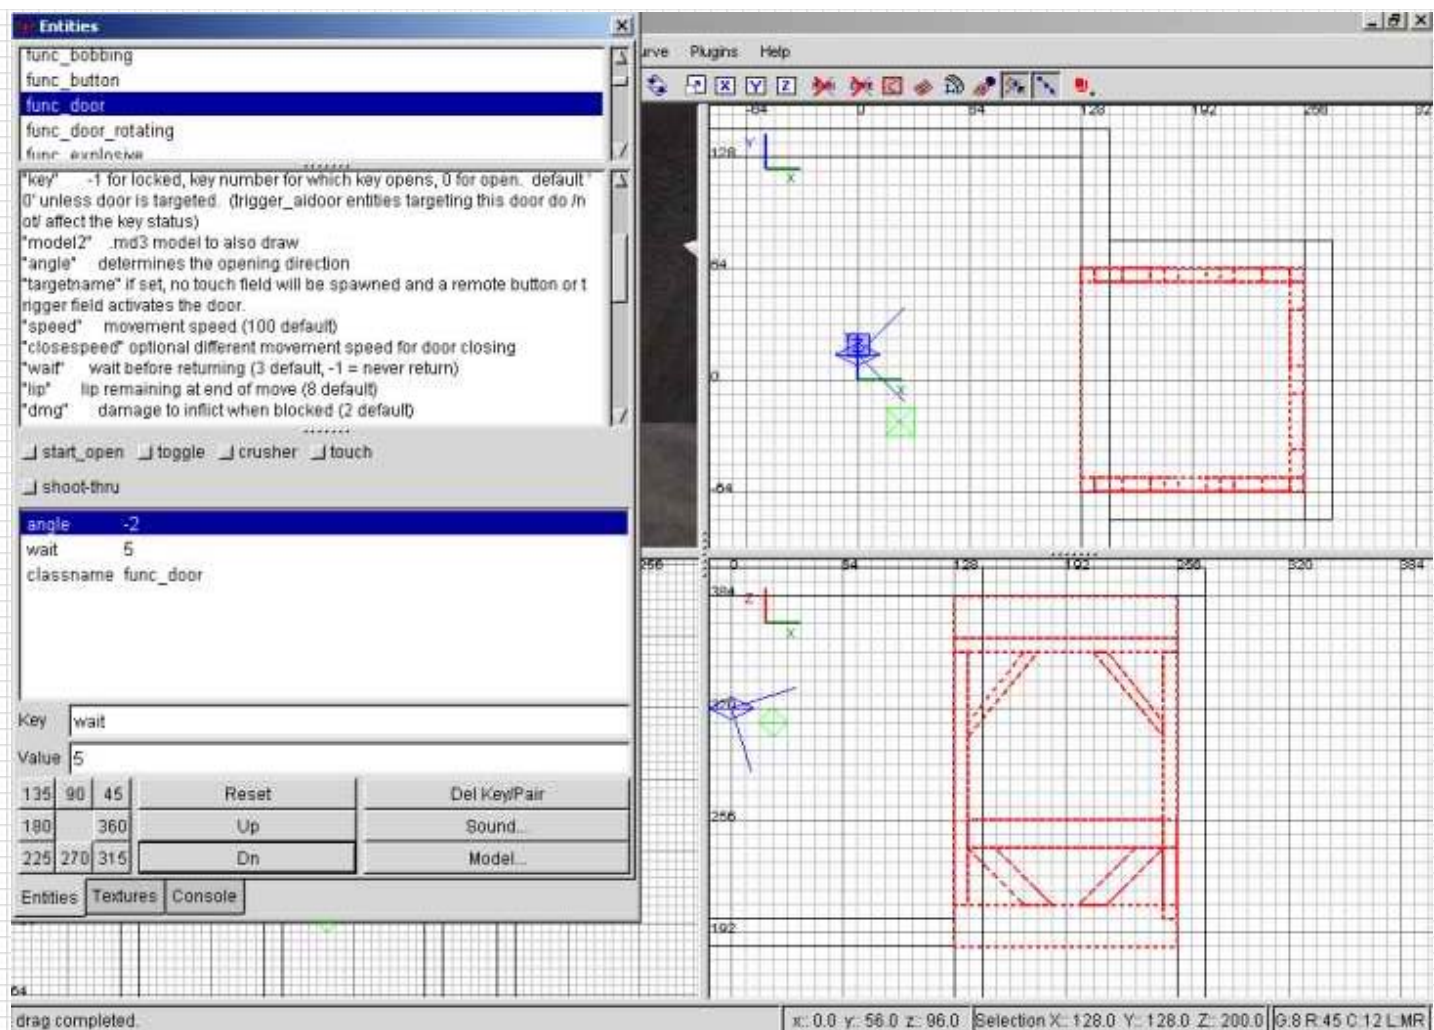 Entities
urve Plugins Help
func_bobbing
func_button
func_door
func_door_rotating
func_explosive
"key" -1 for locked, key number for which key opens, 0 for open. default '
0' unless door is targeted. (trigger_aidoor entities targeting this door do /n
ot/ affect the key status)
"model2" .md3 model to also draw
"angle" determines the opening direction
"targetname" if set, no touch field will be spawned and a remote button or t
rigger field activates the door.
"speed" movement speed (100 default)
"closespeed" optional different movement speed for door closing
"wait" wait before returning (3 default, -1 = never return)
"lip" lip remaining at end of move (8 default)
"dmg" damage to inflict when blocked (2 default)
start_open toggle crusher touch
shoot-thru
angle -2
wait 5
classname func_door
Key wait
Value 5
135 90 45 Reset Del Key/Pair
180 360 Up Sound...
225 270 315 Dn Model...
Entities Textures Console
X Y Z
-64 0 64 128 192 256 32
128
Y
X
64
0
X
-64
256 0 64 128 192 256 320 384
384
Z
X
320
256
192
64
drag completed.
x:: 0.0 y:: 56.0 z:: 96.0 Selection X:: 128.0 Y:: 128.0 Z:: 200.0 G:8 R:45 C:12 L:MR